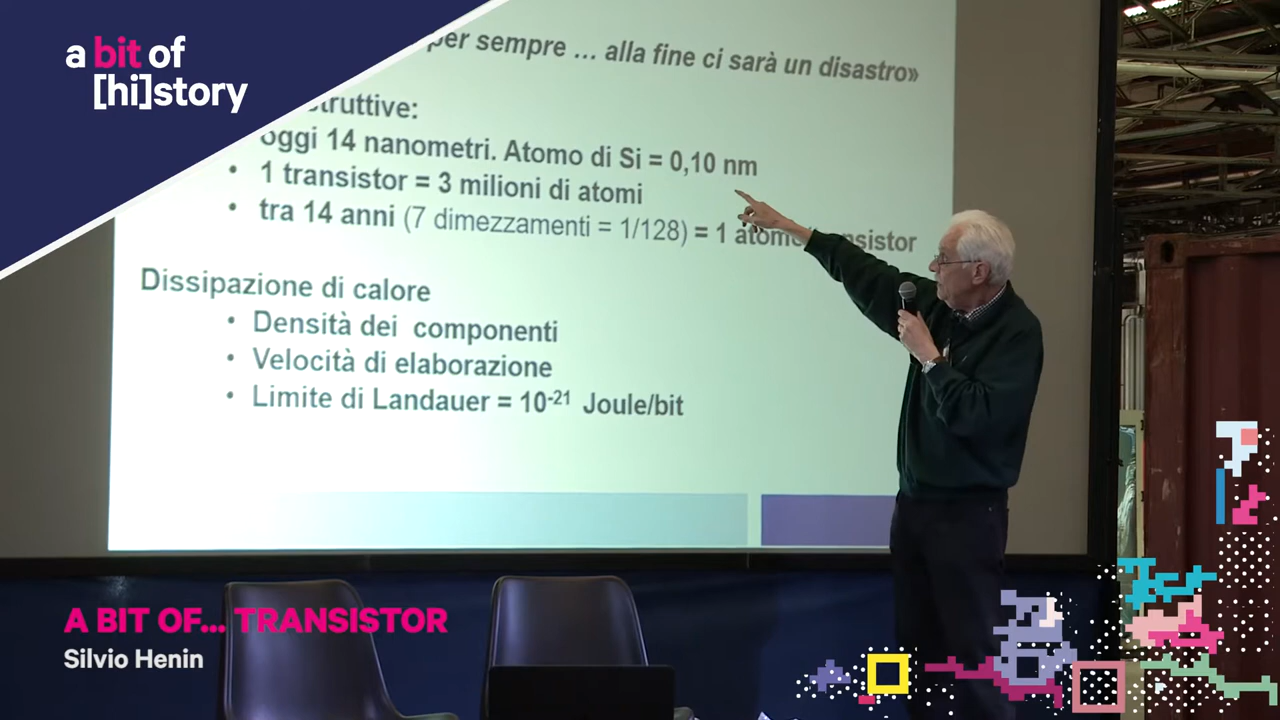 a bit of
[hi]story
per sempre ... alla fine ci sarà un disastro»
struttive:
oggi 14 nanometri. Atomo di Si = 0,10 nm
• 1 transistor = 3 milioni di atomi
• tra 14 anni (7 dimezzamenti = 1/128) = 1 atomo
Dissipazione di calore
• Densità dei componenti
• Velocità di elaborazione
• Limite di Landauer = 10-21 Joule/bit
A BIT OF... TRANSISTOR
Silvio Henin